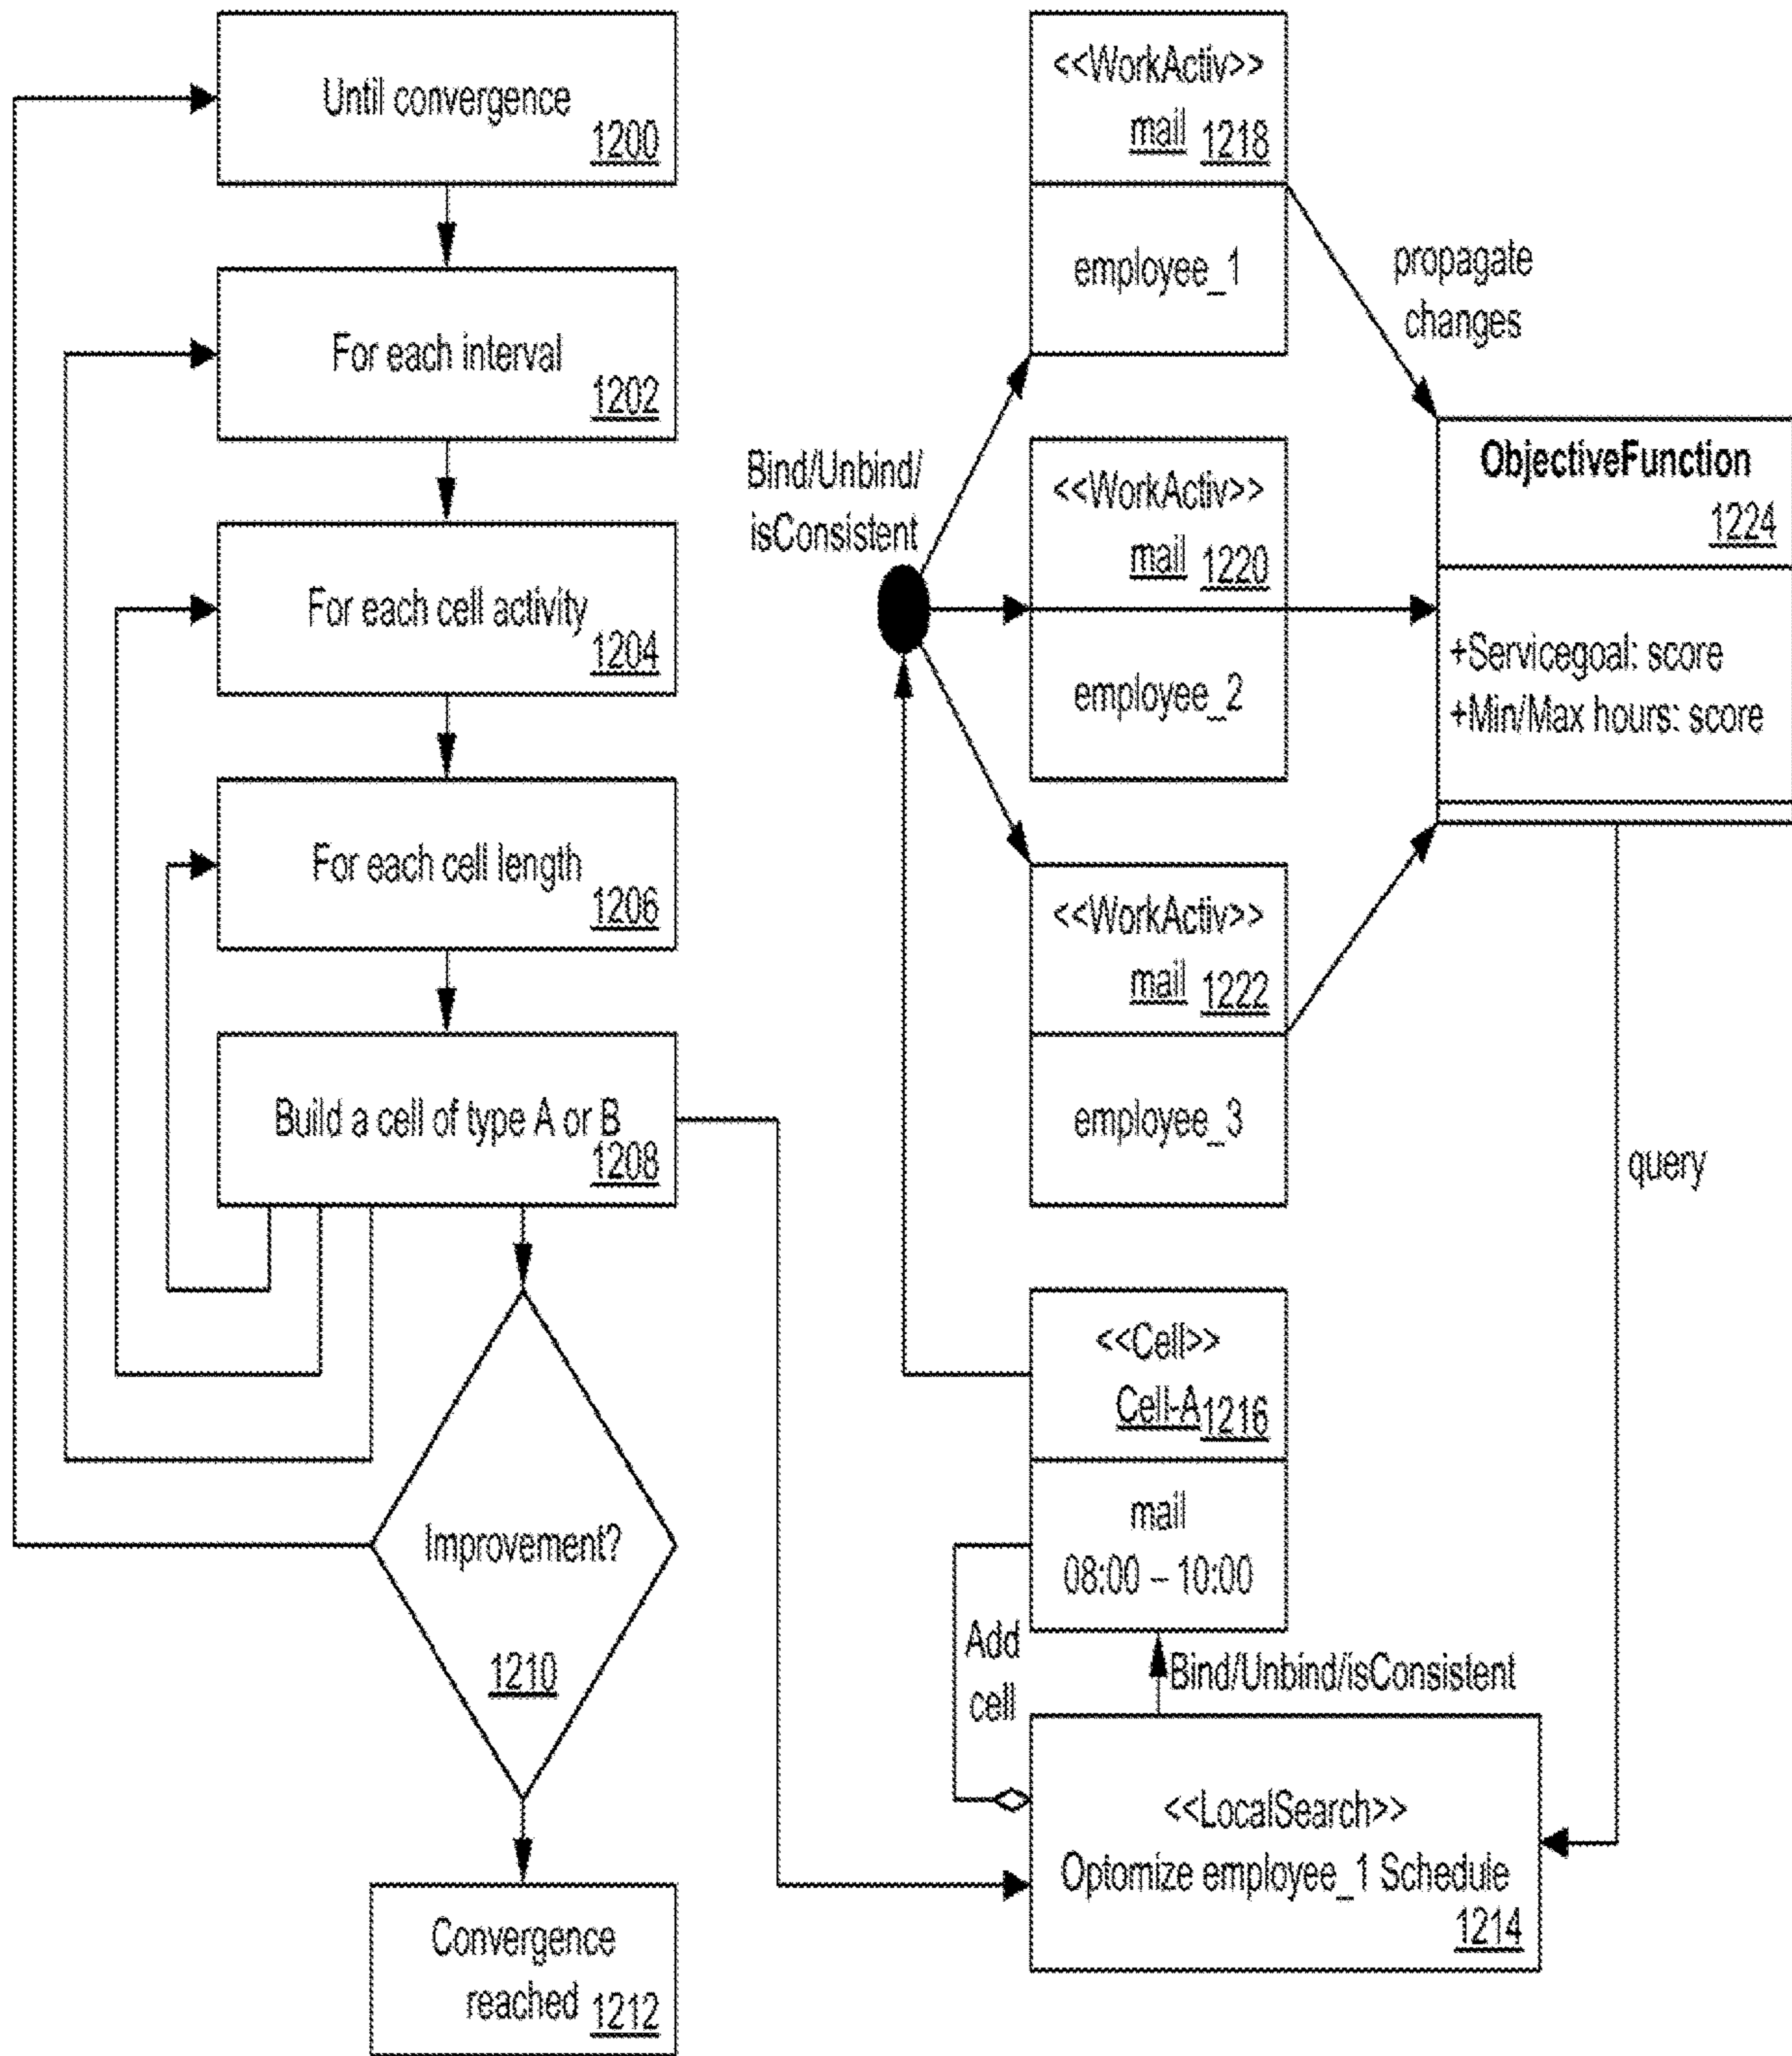 Until convergence
1200
For each interval
1202
For each cell activity
1204
For each cell length
1206
Build a cell of type A or B
1208
Improvement?
1210
Convergence
reached 1212
<<WorkActiv>>
mail 1218
employee_1
propagate
changes
Bind/Unbind/
isConsistent
<<WorkActiv>>
mail 1220
employee_2
ObjectiveFunction
1224
+Servicegoal: score
+Min/Max hours: score
<<WorkActiv>>
mail 1222
employee_3
query
<<Cell>>
Cell-A 1216
mail
08:00 – 10:00
Add
cell
Bind/Unbind/isConsistent
<<LocalSearch>>
Optomize employee_1 Schedule
1214